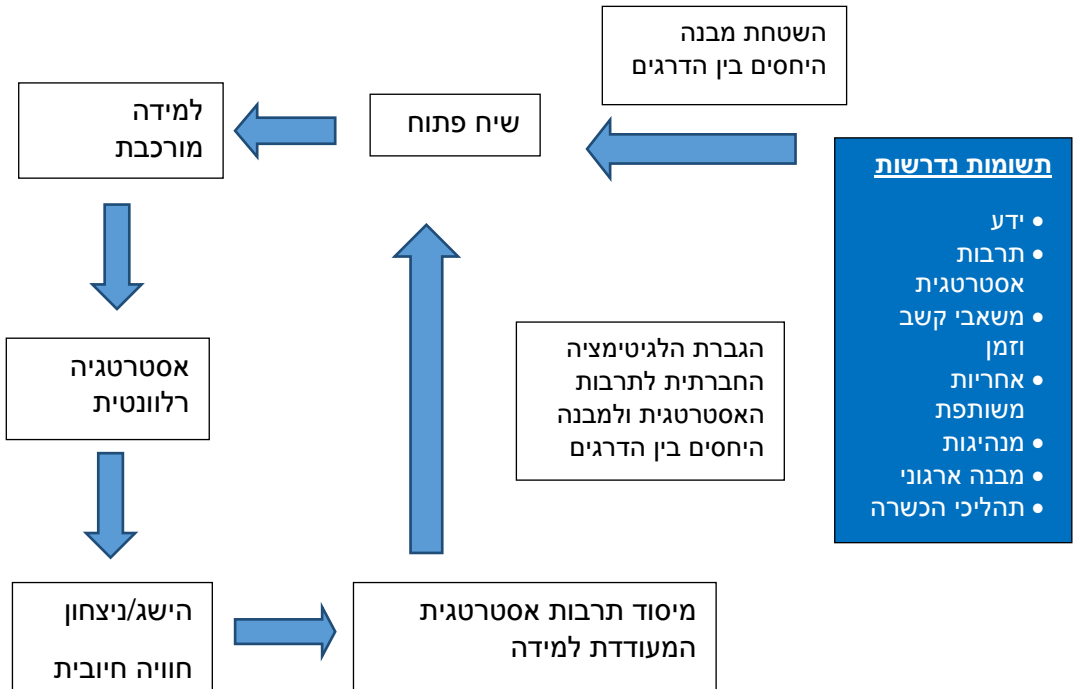 השטחת מבנה
היחסים בין הדרגים
שיח פתוח
למידה
מורכבת
תשומות נדרשות
• ידע
• תרבות
אסטרטגית
• משאבי קשב
וזמן
• אחריות
משותפת
• מנהיגות
• מבנה ארגוני
• תהליכי הכשרה
הגברת הלגיטימציה
החברתית לתרבות
האסטרטגית ולמבנה
היחסים בין הדרגים
אסטרטגיה
רלוונטית
הישג/ניצחון
חוויה חיובית
מיסוד תרבות אסטרטגית
המעודדת למידה